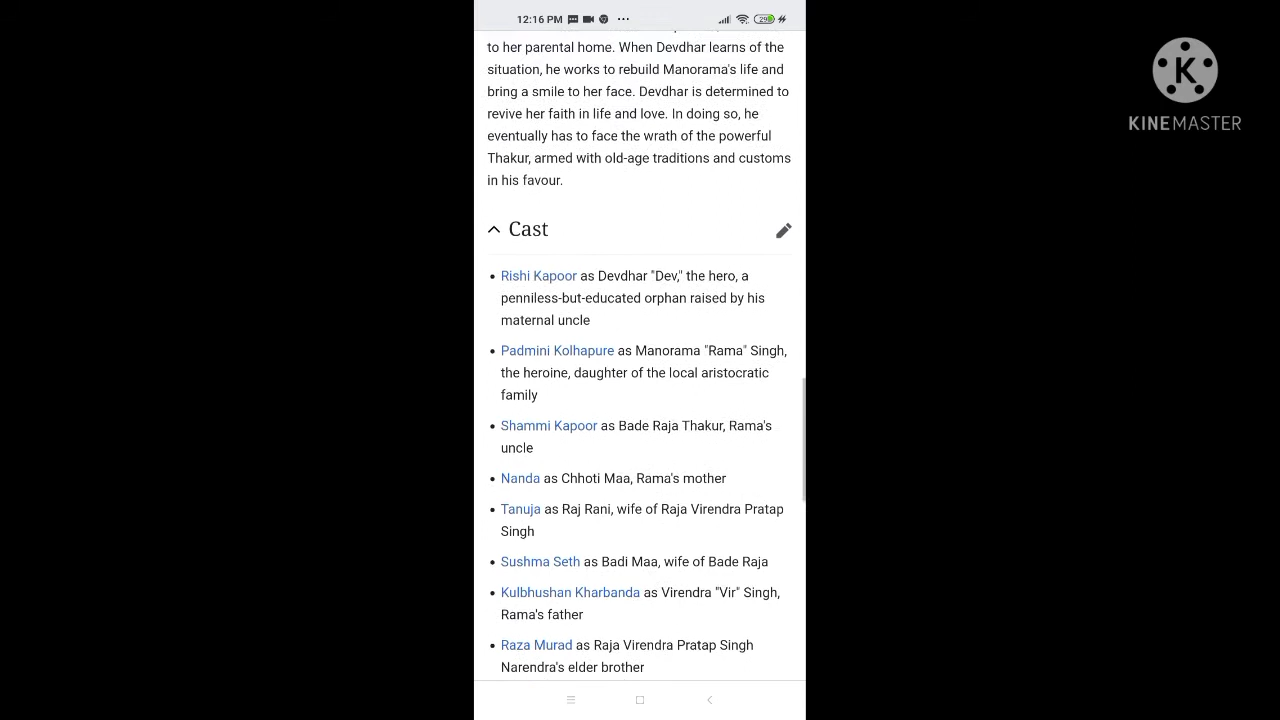 12:16 PM
29
to her parental home. When Devdhar learns of the
situation, he works to rebuild Manorama's life and
bring a smile to her face. Devdhar is determined to
revive her faith in life and love. In doing so, he
eventually has to face the wrath of the powerful
Thakur, armed with old-age traditions and customs
in his favour.
Cast
• Rishi Kapoor as Devdhar "Dev," the hero, a
penniless-but-educated orphan raised by his
maternal uncle
• Padmini Kolhapure as Manorama "Rama" Singh,
the heroine, daughter of the local aristocratic
family
• Shammi Kapoor as Bade Raja Thakur, Rama's
uncle
• Nanda as Chhoti Maa, Rama's mother
• Tanuja as Raj Rani, wife of Raja Virendra Pratap
Singh
• Sushma Seth as Badi Maa, wife of Bade Raja
• Kulbhushan Kharbanda as Virendra "Vir" Singh,
Rama's father
• Raza Murad as Raja Virendra Pratap Singh
Narendra's elder brother
K
KINEMASTER